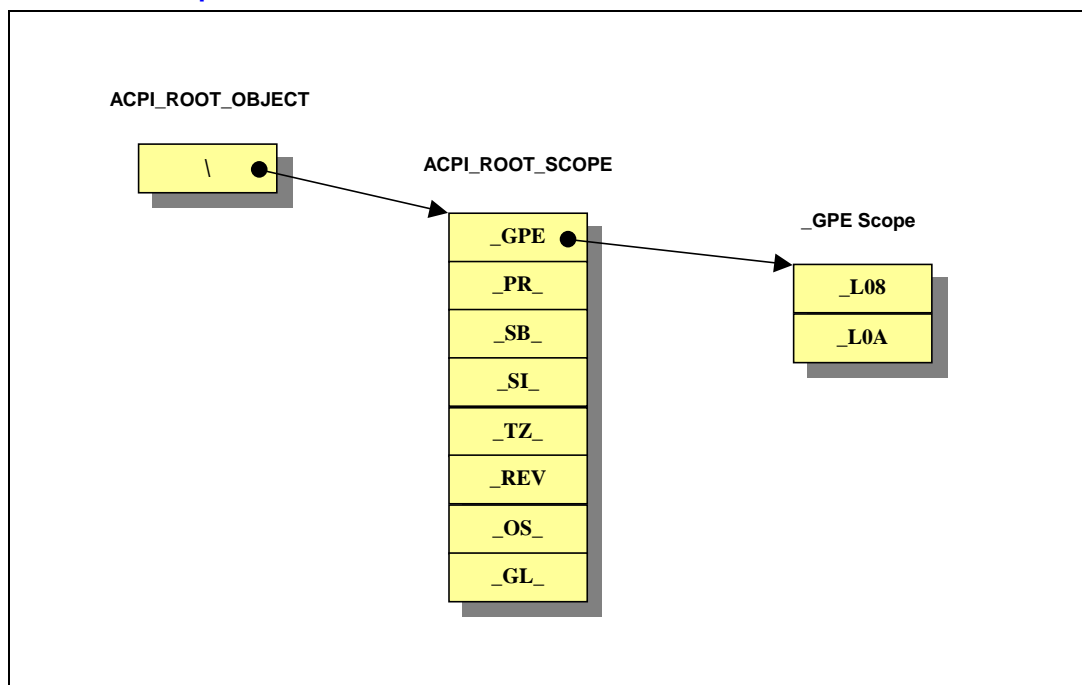 ACPI_ROOT_OBJECT
\
ACPI_ROOT_SCOPE
_GPE
_PR_
_SB_
_SI_
_TZ_
_REV
_OS_
_GL_
_GPE Scope
_L08
_L0A